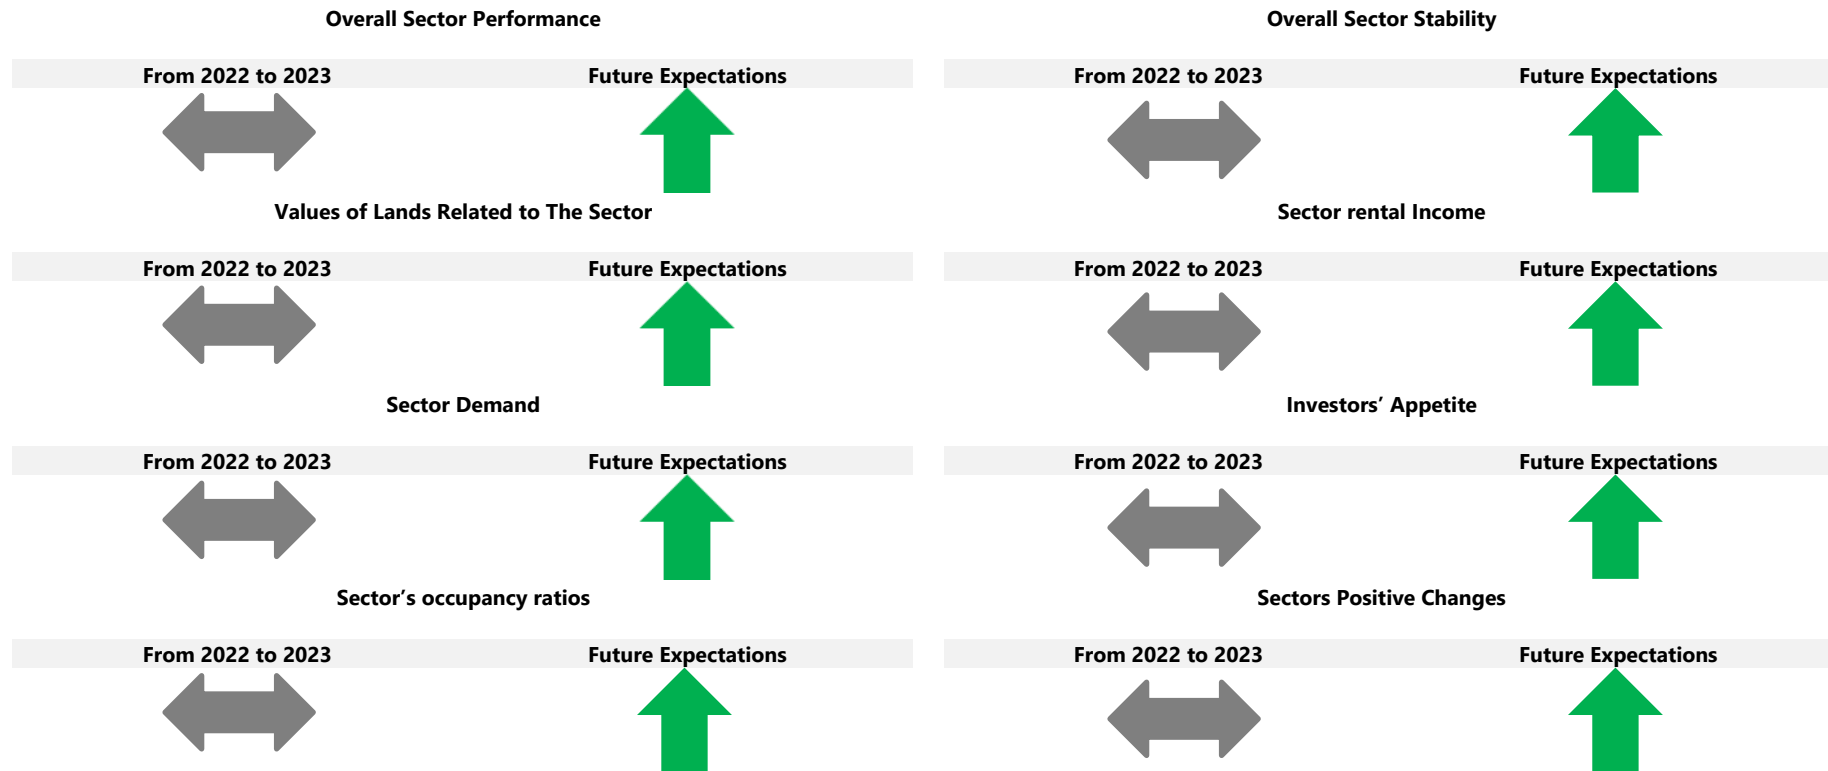 Overall Sector Performance
Overall Sector Stability
From 2022 to 2023
Future Expectations
From 2022 to 2023
Future Expectations
Values of Lands Related to The Sector
Sector rental Income
From 2022 to 2023
Future Expectations
From 2022 to 2023
Future Expectations
Sector Demand
Investors’ Appetite
From 2022 to 2023
Future Expectations
From 2022 to 2023
Future Expectations
Sector’s occupancy ratios
Sectors Positive Changes
From 2022 to 2023
Future Expectations
From 2022 to 2023
Future Expectations